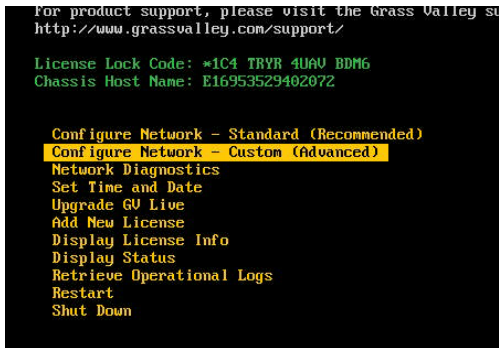 For product support, please visit the Grass Valley su
http://www.grassvalley.com/support/
License Lock Code: *1C4 TRYR 4UAV BDM6
Chassis Host Name: E16953529402072
Configure Network - Standard (Recommended)
Configure Network - Custom (Advanced)
Network Diagnostics
Set Time and Date
Upgrade GV Live
Add New License
Display License Info
Display Status
Retrieve Operational Logs
Restart
Shut Down